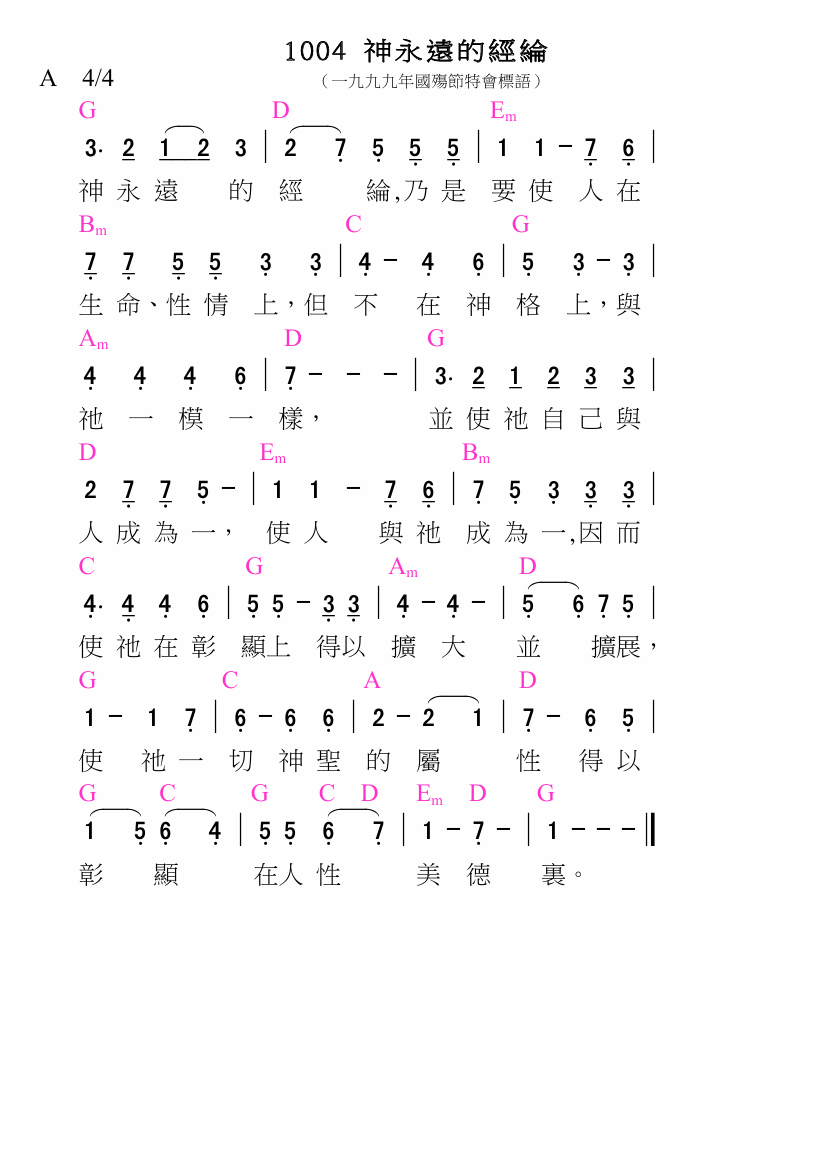 1004 神永遠的經綸
A 4/4 （一九九九年國殤節特會標語）
G D Em
3. 2 1 2 3 | 2 7 5 5 5 | 1 1 - 7 6 |
神永遠 的經 綸,乃是 要使 人在
Bm C G
7 7 5 5 3 3 | 4 - 4 6 | 5 3 - 3 |
生命、性情 上，但 不 在 神 格 上，與
Am D G
4 4 4 6 | 7 - - - | 3. 2 1 2 3 3 |
祂 一 模 一 樣， 並使祂自己與
D Em Bm
2 7 7 5 - | 1 1 - 7 6 | 7 5 3 3 3 |
人成為一， 使人 與祂 成為一,因而
C G Am D
4. 4 4 6 | 5 5 - 3 3 | 4 - 4 - | 5 6 7 5 |
使祂在彰 顯上 得以 擴 大 並 擴展，
G C A D
1 - 1 7 | 6 - 6 6 | 2 - 2 1 | 7 - 6 5 |
使 祂一 切 神聖 的 屬 性 得以
G C G C D Em D G
1 5 6 4 | 5 5 6 7 | 1 - 7 - | 1 - - - ||
彰 顯 在人性 美 德 裏。